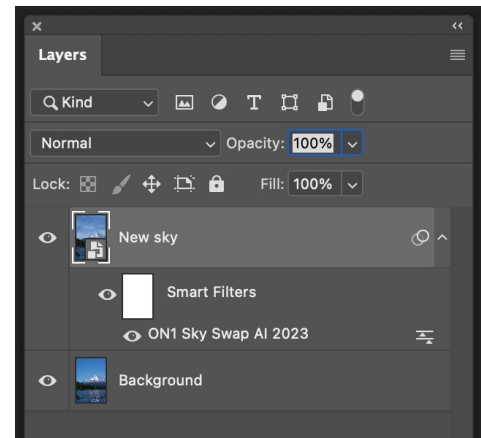 Layers
Kind
Normal Opacity: 100%
Lock: Fill: 100%
New sky
Smart Filters
ON1 Sky Swap AI 2023
Background